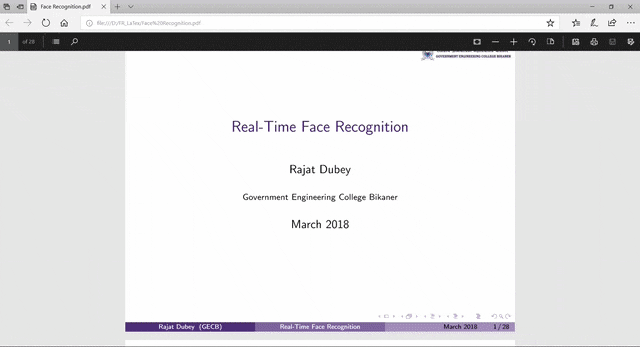 Face Recognition.pdf
file:///D:/FR_LaTex/Face%20Recognition.pdf
1 of 28
GOVERNMENT ENGINEERING COLLEGE BIKANER
Real-Time Face Recognition
Rajat Dubey
Government Engineering College Bikaner
March 2018
Rajat Dubey (GECB) Real-Time Face Recognition March 2018 1 / 28